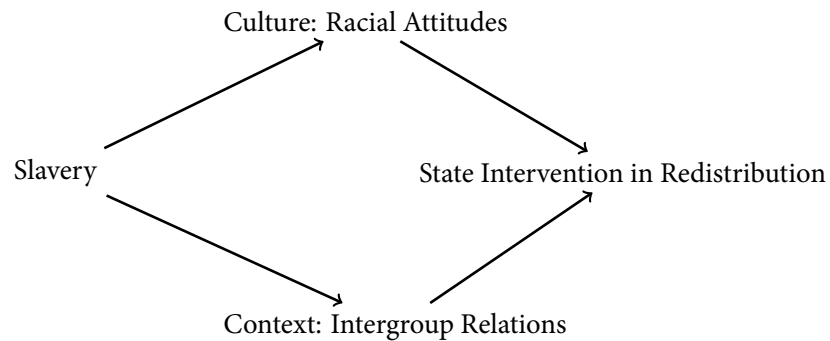 Culture: Racial Attitudes
Slavery
State Intervention in Redistribution
Context: Intergroup Relations